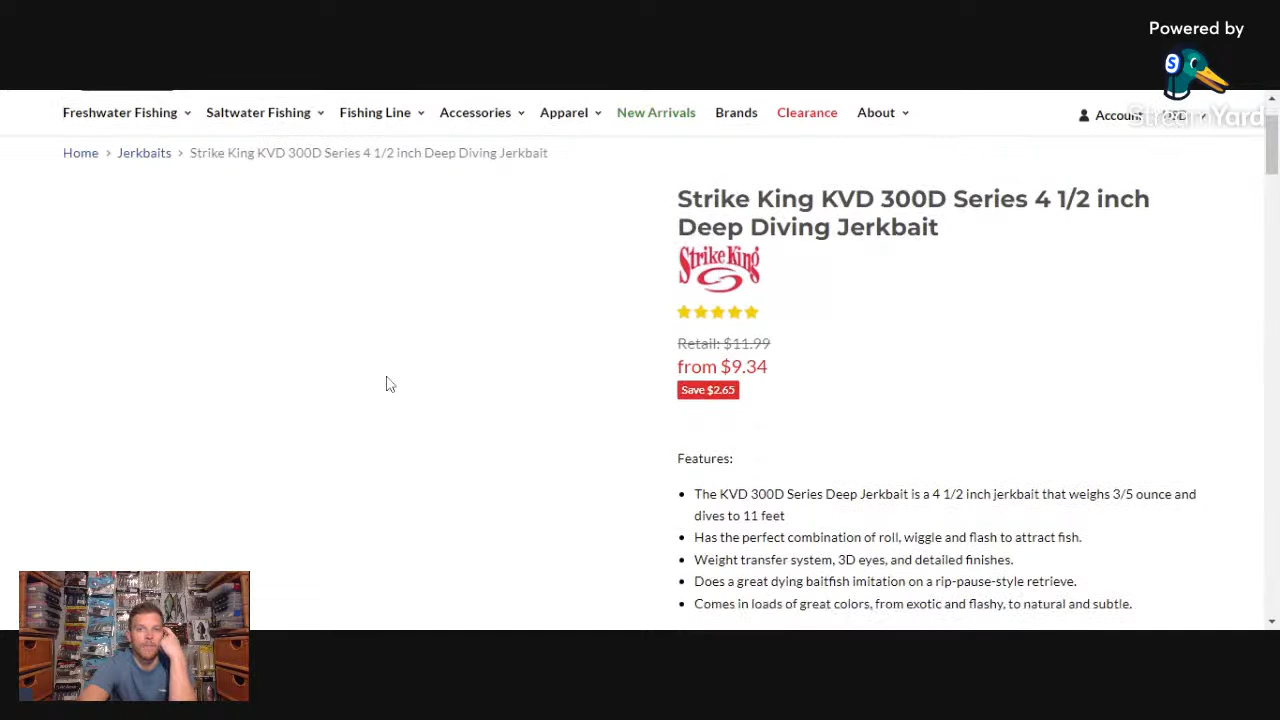 Powered by
S
StreamYard
Freshwater Fishing Saltwater Fishing Fishing Line Accessories Apparel New Arrivals Brands Clearance About Account
Home > Jerkbaits > Strike King KVD 300D Series 4 1/2 inch Deep Diving Jerkbait
Strike King KVD 300D Series 4 1/2 inch
Deep Diving Jerkbait
Strike King
Retail: $11.99
from $9.34
Save $2.65
Features:
The KVD 300D Series Deep Jerkbait is a 4 1/2 inch jerkbait that weighs 3/5 ounce and
dives to 11 feet
Has the perfect combination of roll, wiggle and flash to attract fish.
Weight transfer system, 3D eyes, and detailed finishes.
Does a great dying baitfish imitation on a rip-pause-style retrieve.
Comes in loads of great colors, from exotic and flashy, to natural and subtle.